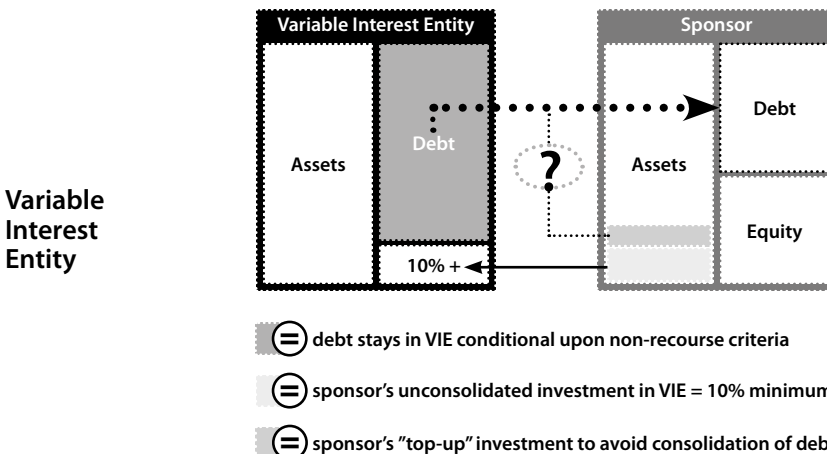 Variable Interest Entity
Sponsor
Debt
Debt
Assets
?
Assets
Variable
Interest
Entity
Equity
10% +
= debt stays in VIE conditional upon non-recourse criteria
= sponsor's unconsolidated investment in VIE = 10% minimum
= sponsor's "top-up" investment to avoid consolidation of deb